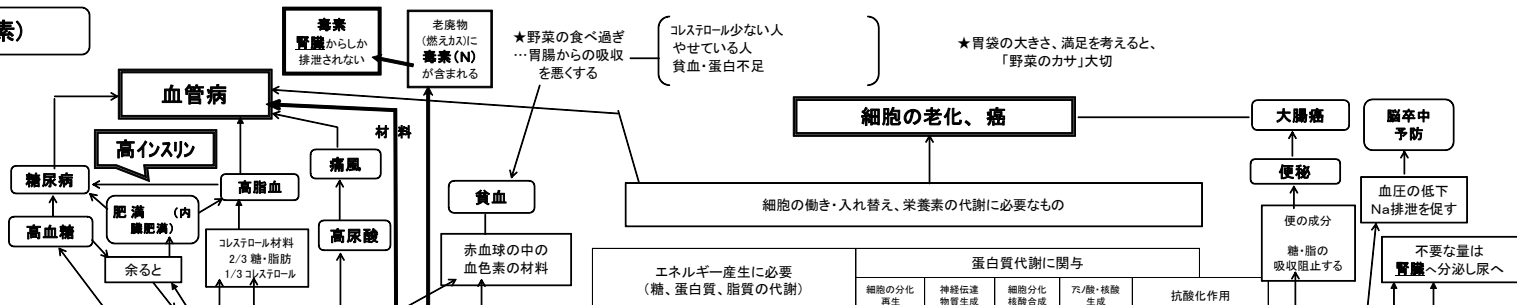 素）
毒素
腎臓からしか
排泄されない
老廃物
(燃えカス)に
毒素(N)
が含まれる
★野菜の食べ過ぎ
…胃腸からの吸収
を悪くする
コレステロール少ない人
やせている人
貧血・蛋白不足
★胃袋の大きさ、満足を考えると、
「野菜のカサ」大切
血管病
材料
細胞の老化、癌
大腸癌
脳卒中
予防
高インスリン
痛風
便秘
糖尿病
高脂血
貧血
細胞の働き・入れ替え、栄養素の代謝に必要なもの
血圧の低下
Na排泄を促す
肥満　（内
臓肥満）
高血糖
高尿酸
便の成分
糖・脂の
吸収阻止する
コレステロール材料
2/3 糖・脂肪
1/3 コレステロール
赤血球の中の
血色素の材料
不要な量は
腎臓へ分泌し尿へ
余ると
エネルギー産生に必要
（糖、蛋白質、脂質の代謝）
蛋白質代謝に関与
細胞の分化
再生
神経伝達
物質生成
細胞分化
核酸合成
アミノ酸・核酸
生成
抗酸化作用